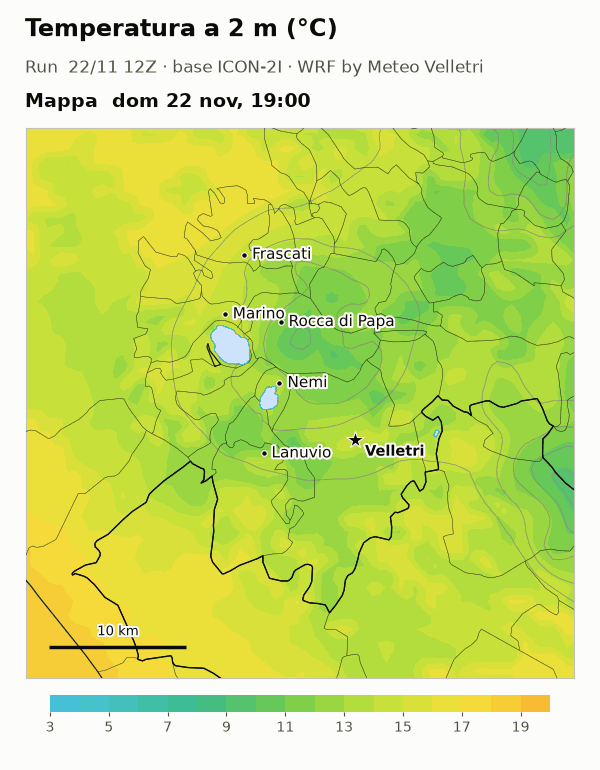 Temperatura a 2 m (°C)
Run  22/11 12Z · base ICON-2I · WRF by Meteo Velletri
Mappa  dom 22 nov, 19:00
Frascati
Marino
Rocca di Papa
Nemi
Lanuvio
Velletri
10 km
3 5 7 9 11 13 15 17 19